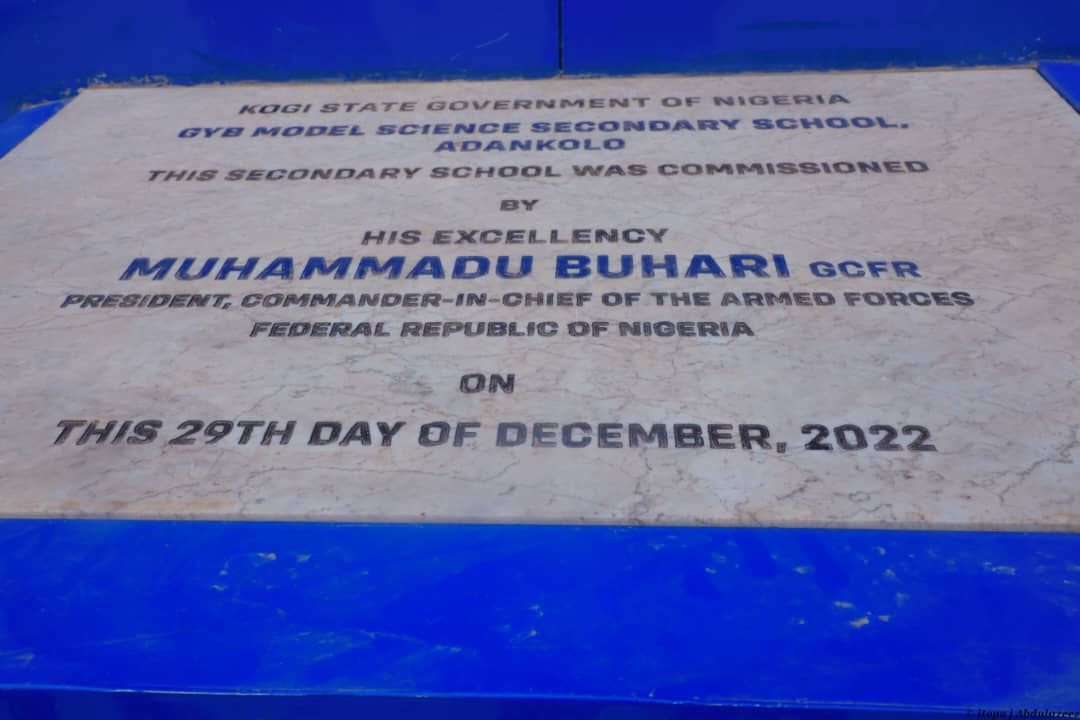 KOGI STATE GOVERNMENT OF NIGERIA
GYB MODEL SCIENCE SECONDARY SCHOOL,
ADANKOLO
THIS SECONDARY SCHOOL WAS COMMISSIONED
BY
HIS EXCELLENCY
MUHAMMADU BUHARI GCFR
PRESIDENT, COMMANDER-IN-CHIEF OF THE ARMED FORCES
FEDERAL REPUBLIC OF NIGERIA
ON
THIS 29TH DAY OF DECEMBER, 2022
Abdulazeez